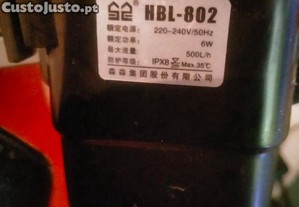 CustoJusto.pt
HBL-802
额定电源: 220-240V/50Hz
额定功率: 6W
最大流量: 500L/h
防护等级: IPX8 Max.35℃
森森集团股份有限公司